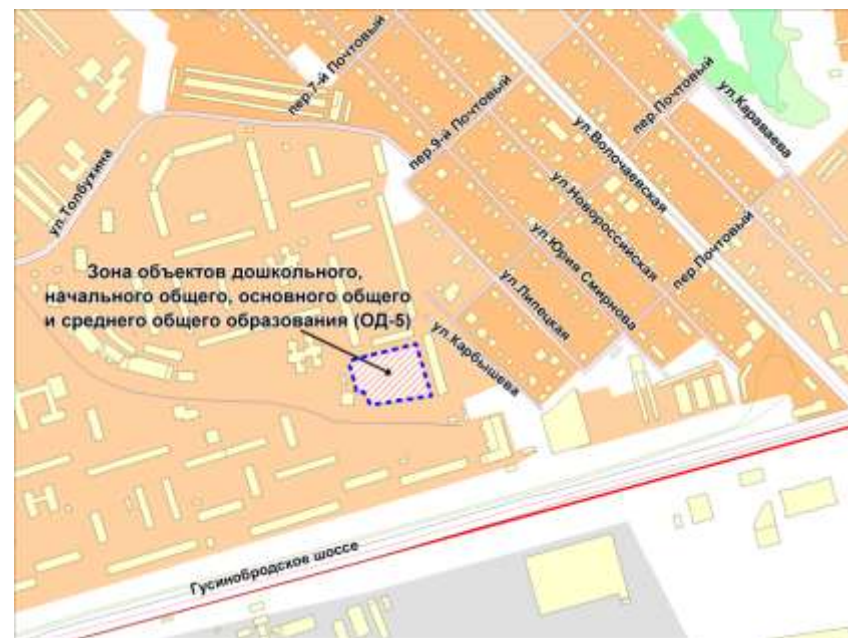 пер.7-й Почтовый
пер.9-й Почтовый
ул.Волочаевская
пер.Почтовый
ул.Караваева
ул.Толбухина
ул.Новороссийская
ул.Юрия Смирнова
пер.Почтовый
ул.Липецкая
Зона объектов дошкольного,
начального общего, основного общего
и среднего общего образования (ОД-5)
ул.Карбышева
Гусинобродское шоссе